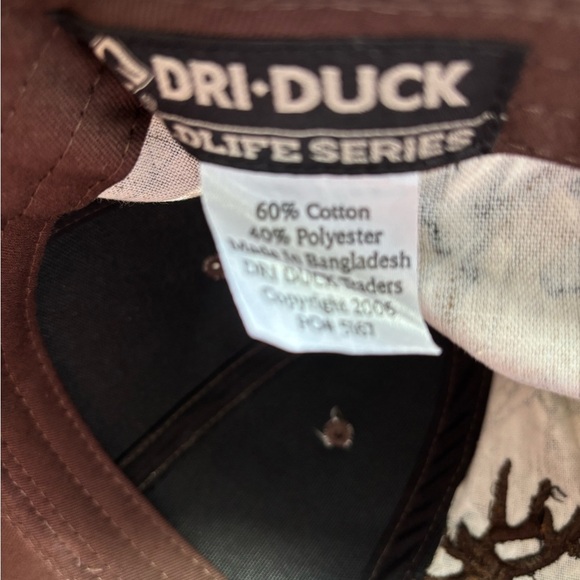 DRI•DUCK
DLIFE SERIES
60% Cotton
40% Polyester
Made In Bangladesh
DRI DUCK Traders
Copyright 2006